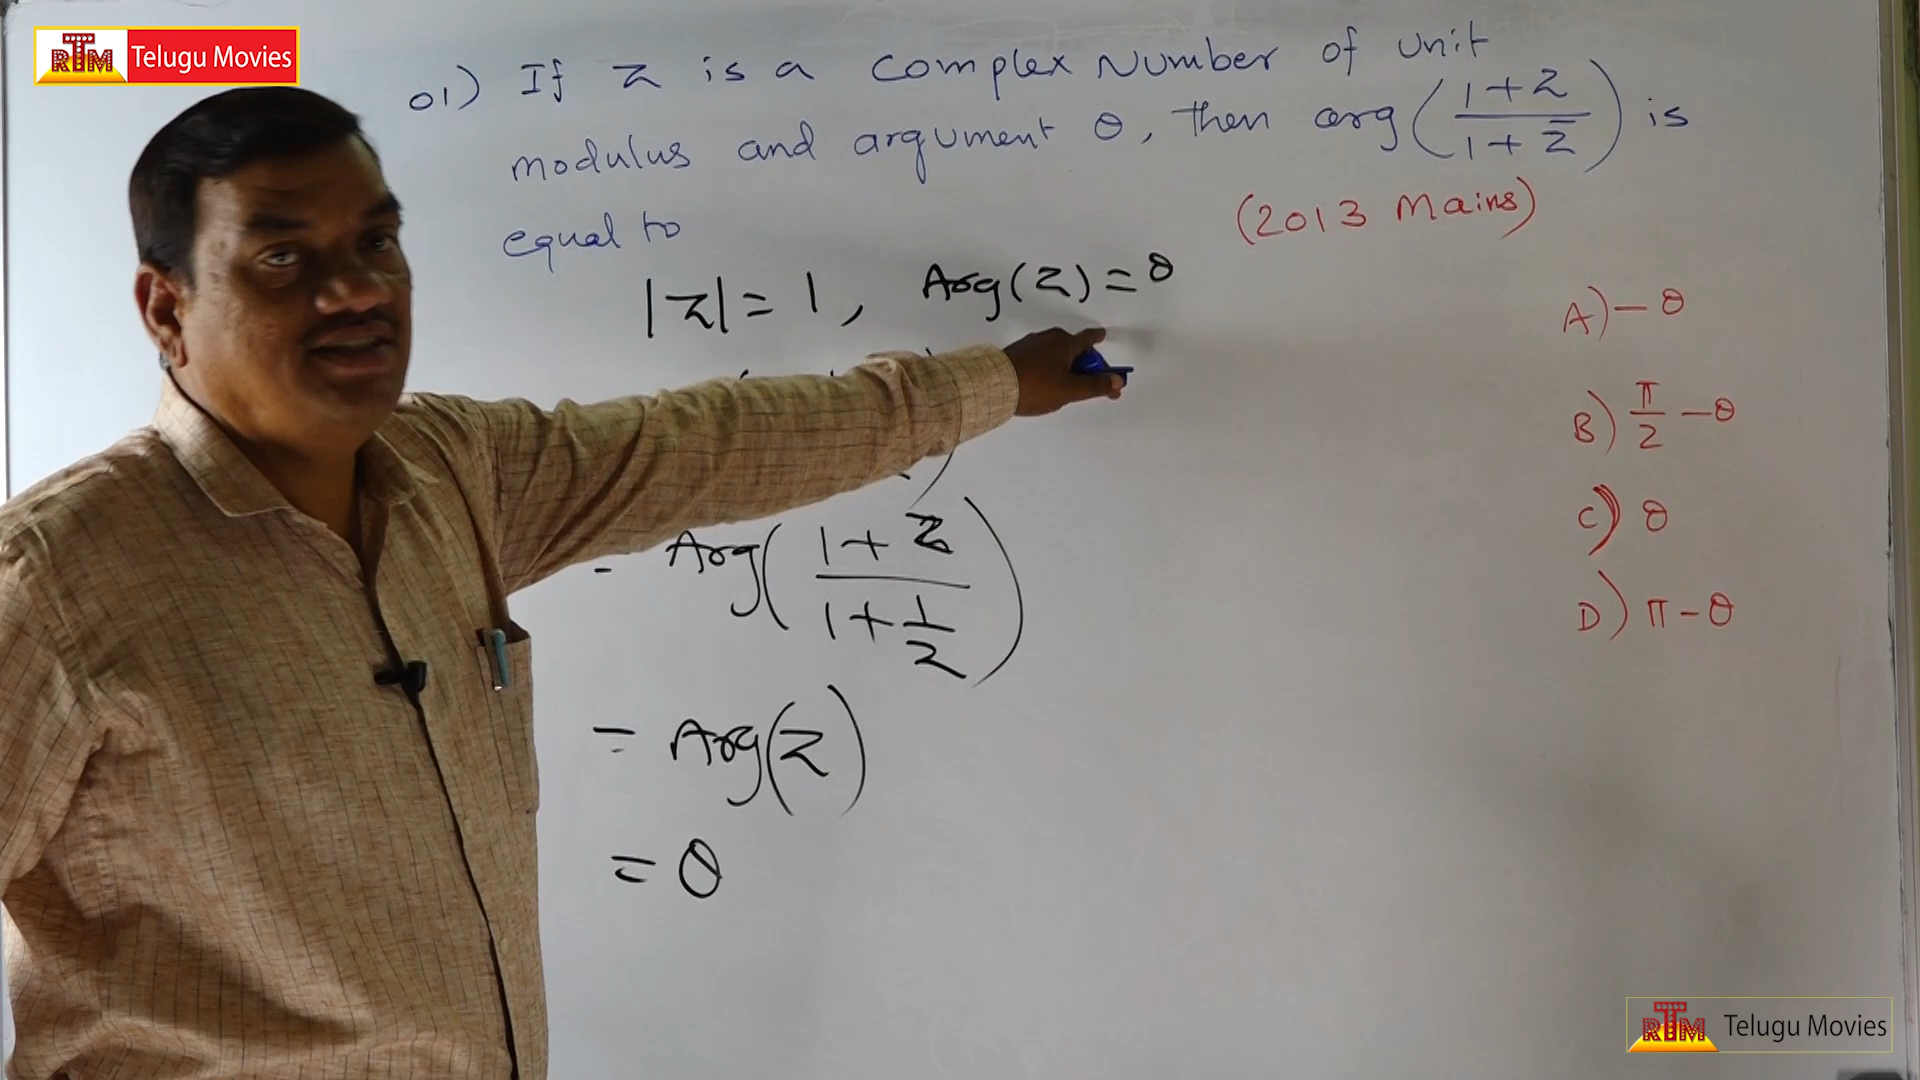 RTM Telugu Movies
01) If z is a complex Number of unit
modulus and argument θ, then arg (1+z / 1+z̅) is
equal to
(2013 Mains)
|z| = 1, Arg(z) = θ
A) -θ
B) π/2 - θ
C) θ
D) π - θ
= Arg(1+z / 1+1/z)
= Arg(z)
= θ
RTM Telugu Movies